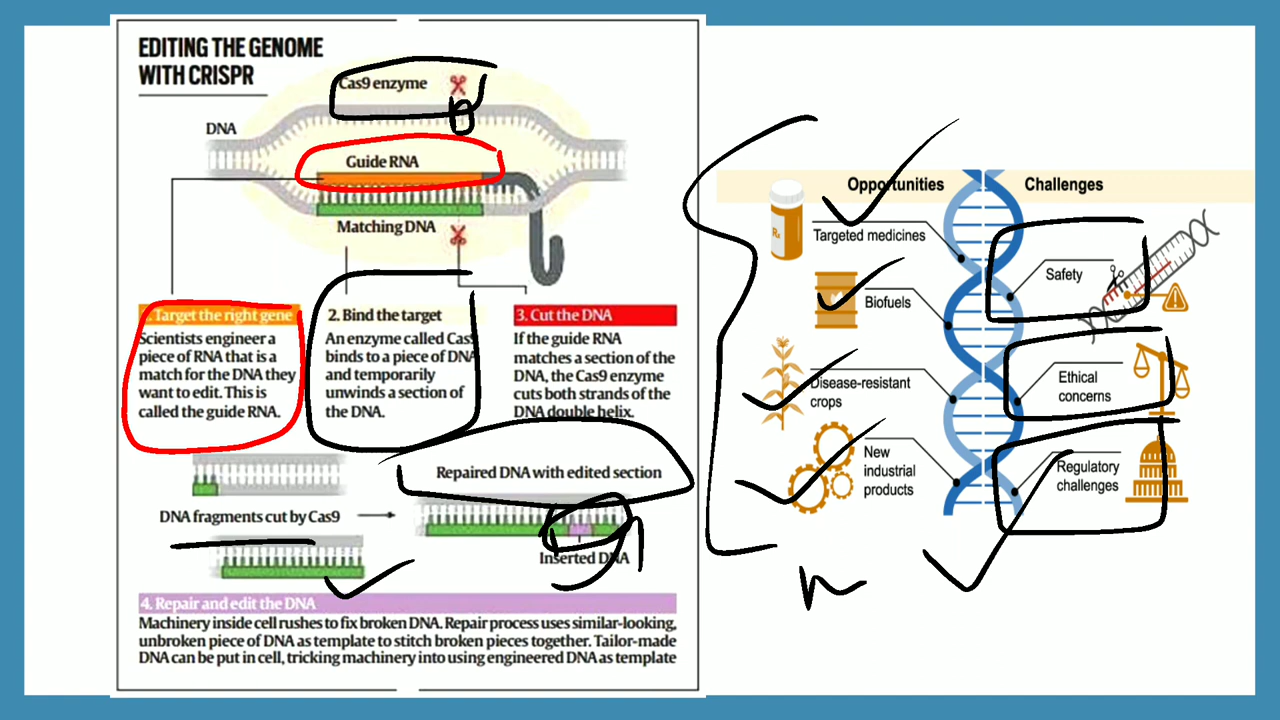 EDITING THE GENOME
WITH CRISPR
Cas9 enzyme
DNA
Guide RNA
Matching DNA
1. Target the right gene
Scientists engineer a
piece of RNA that is a
match for the DNA they
want to edit. This is
called the guide RNA.
2. Bind the target
An enzyme called Cas9
binds to a piece of DNA
and temporarily
unwinds a section of
the DNA.
3. Cut the DNA
If the guide RNA
matches a section of the
DNA, the Cas9 enzyme
cuts both strands of the
DNA double helix.
Repaired DNA with edited section
DNA fragments cut by Cas9
Inserted DNA
4. Repair and edit the DNA
Machinery inside cell rushes to fix broken DNA. Repair process uses similar-looking,
unbroken piece of DNA as template to stitch broken pieces together. Tailor-made
DNA can be put in cell, tricking machinery into using engineered DNA as template
Opportunities
Challenges
Targeted medicines
Safety
Biofuels
Disease-resistant
crops
Ethical
concerns
New
industrial
products
Regulatory
challenges